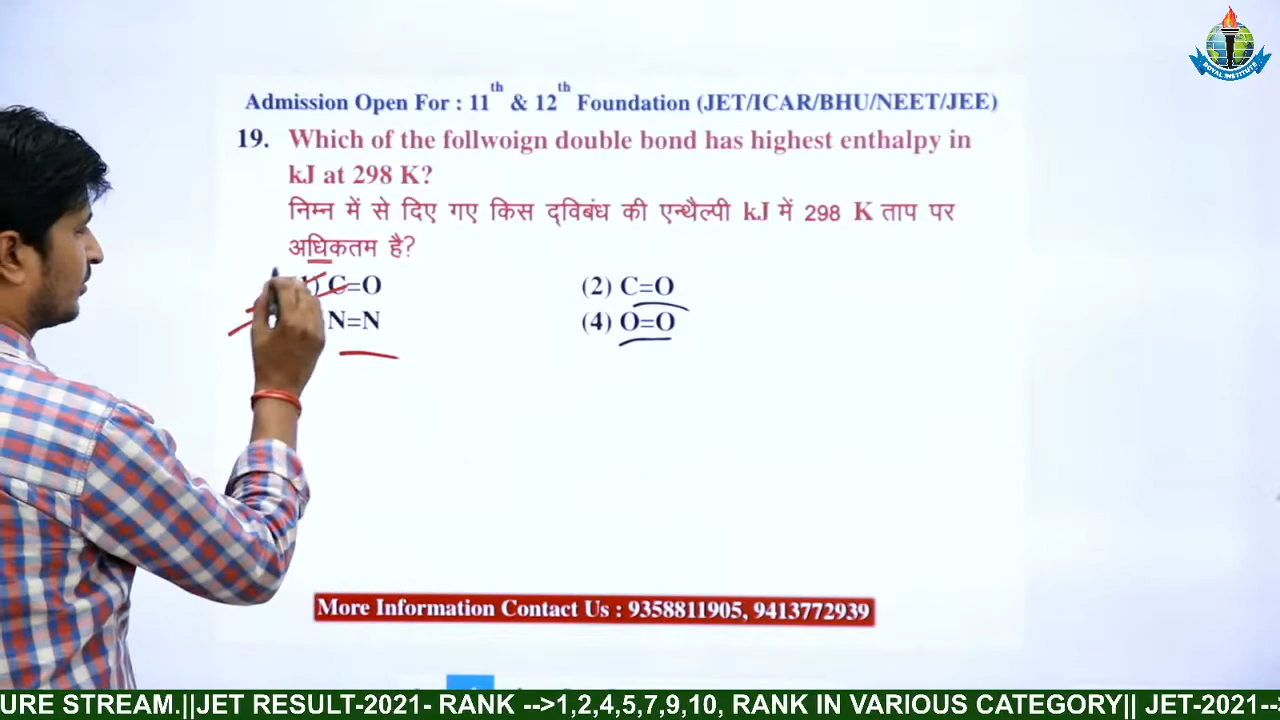 ROYAL INSTITUTE
Admission Open For : 11th & 12th Foundation (JET/ICAR/BHU/NEET/JEE)
19. Which of the follwoign double bond has highest enthalpy in
kJ at 298 K?
निम्न में से दिए गए किस द्विबंध की एन्थैल्पी kJ में 298 K ताप पर
अधिकतम है?
1) C=O (2) C=O
N=N (4) O=O
More Information Contact Us : 9358811905, 9413772939
URE STREAM.||JET RESULT-2021- RANK -->1,2,4,5,7,9,10, RANK IN VARIOUS CATEGORY|| JET-2021--